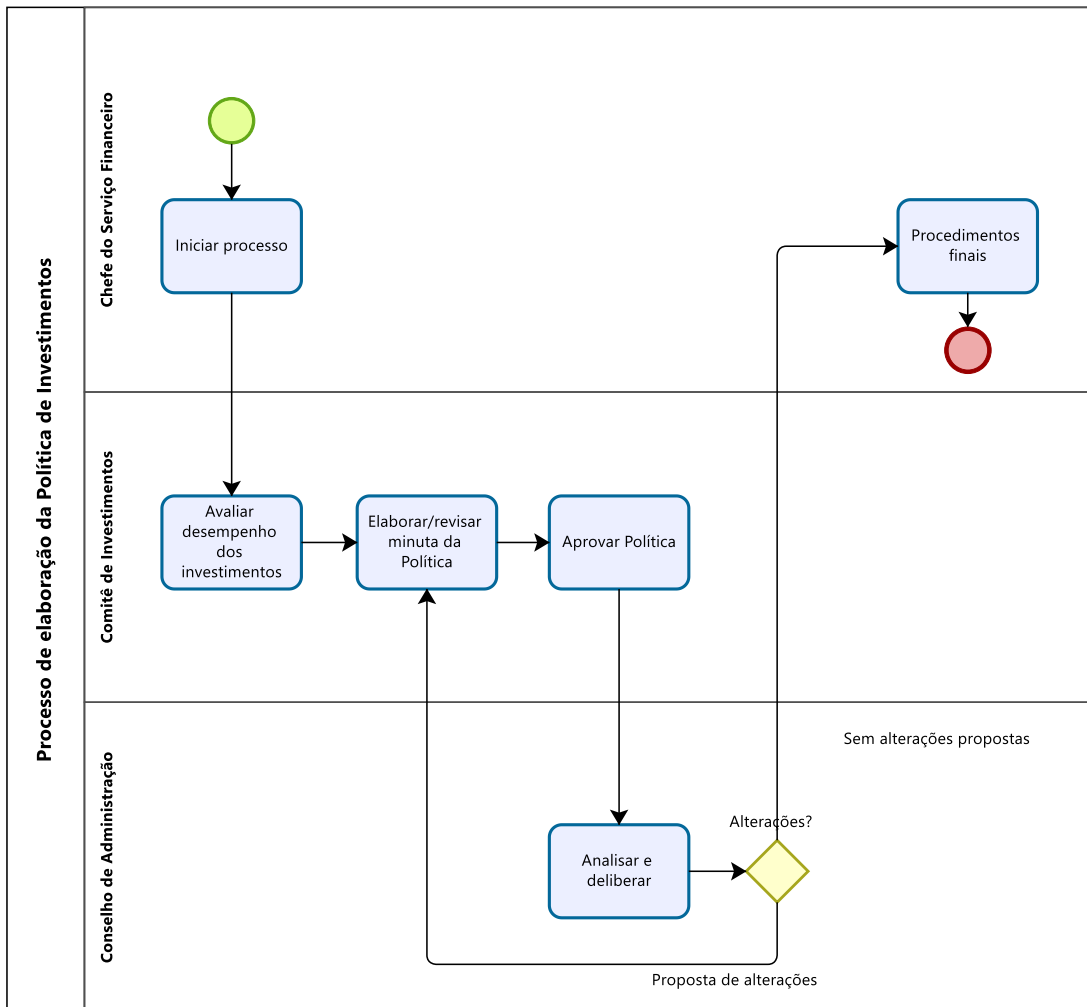 Processo de elaboração da Política de Investimentos
Chefe do Serviço Financeiro
Iniciar processo
Procedimentos
finais
Comitê de Investimentos
Avaliar
desempenho
dos
investimentos
Elaborar/revisar
minuta da
Política
Aprovar Política
Conselho de Administração
Sem alterações propostas
Alterações?
Analisar e
deliberar
Proposta de alterações